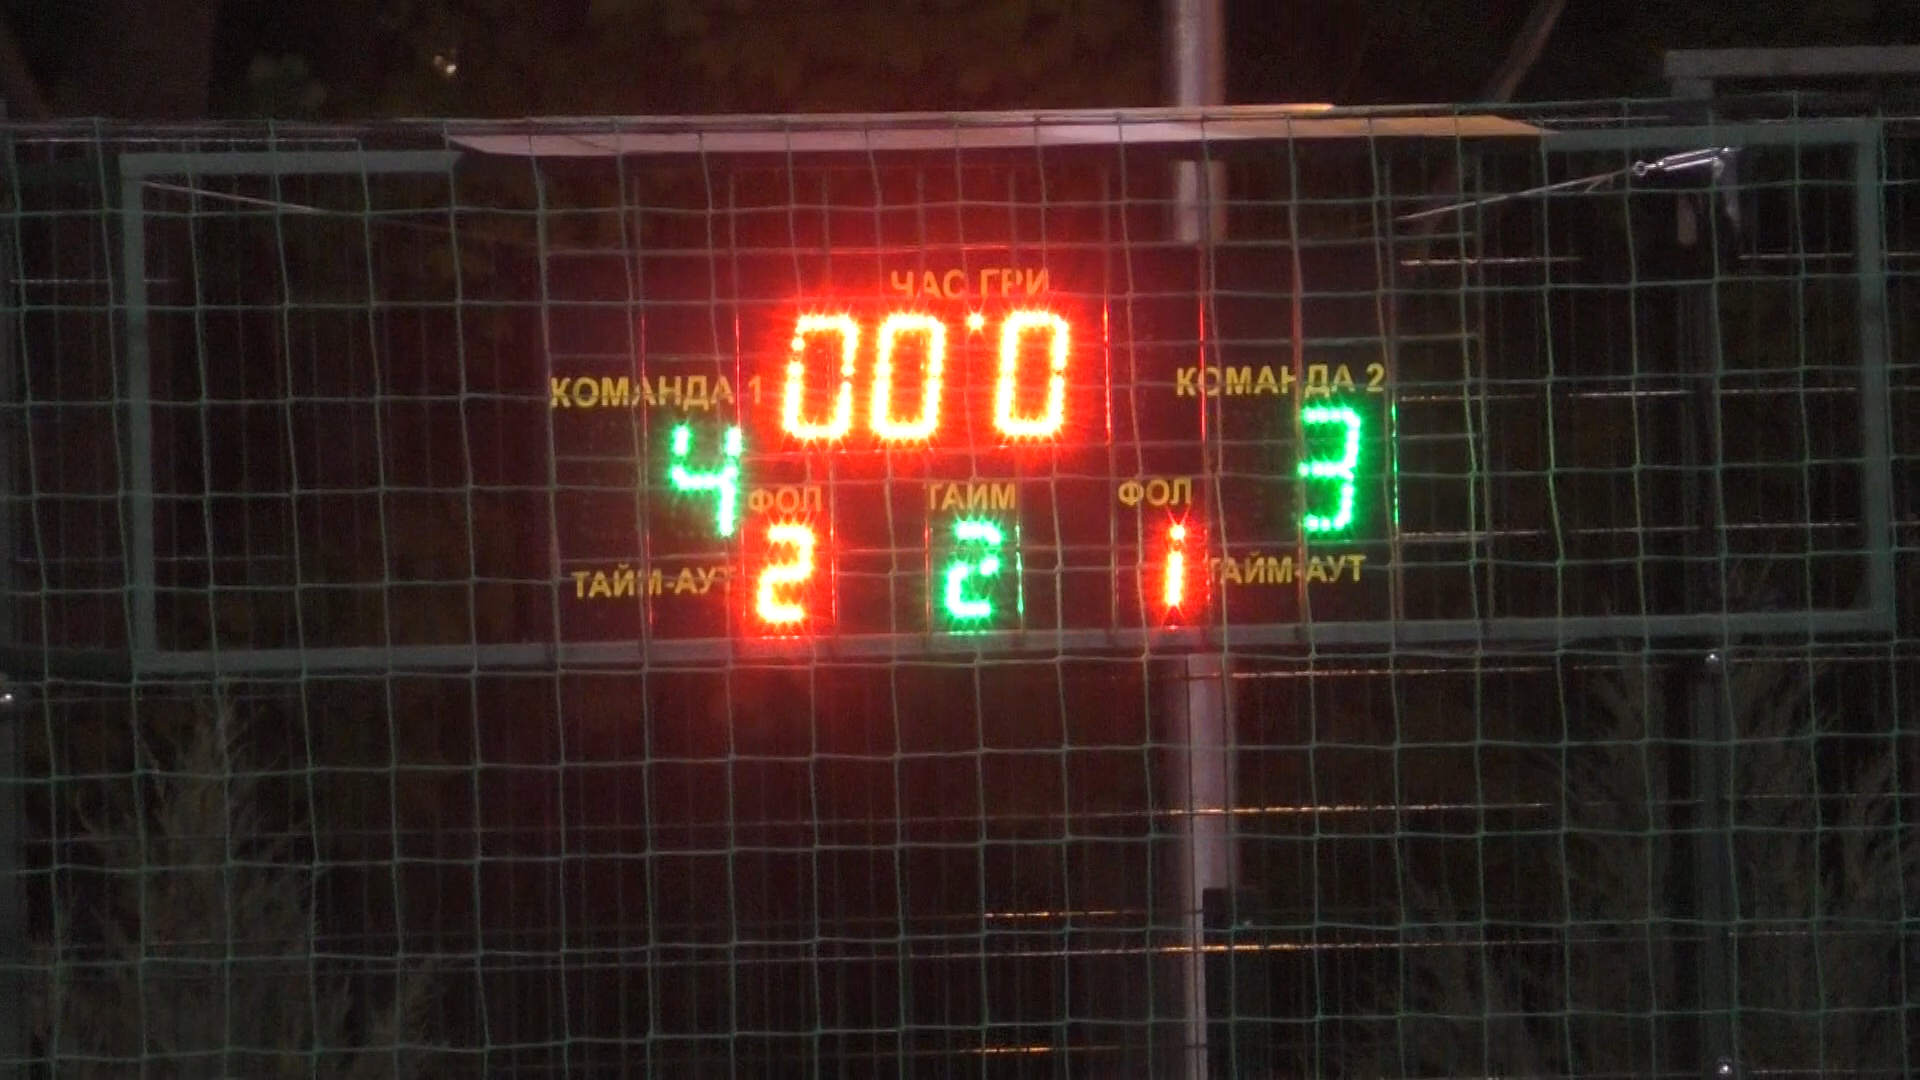 ЧАС ГРИ
00:0
КОМАНДА 1
КОМАНДА 2
4
3
ФОЛ
ТАЙМ
ФОЛ
2
2
1
ТАЙМ-АУТ
ТАЙМ-АУТ